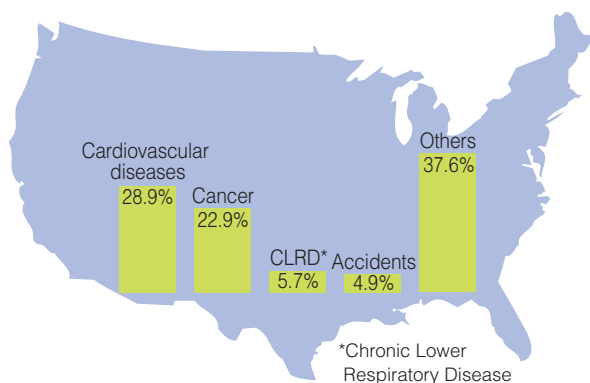 Cardiovascular
diseases
28.9%
Cancer
22.9%
CLRD*
5.7%
Accidents
4.9%
Others
37.6%
*Chronic Lower
Respiratory Disease